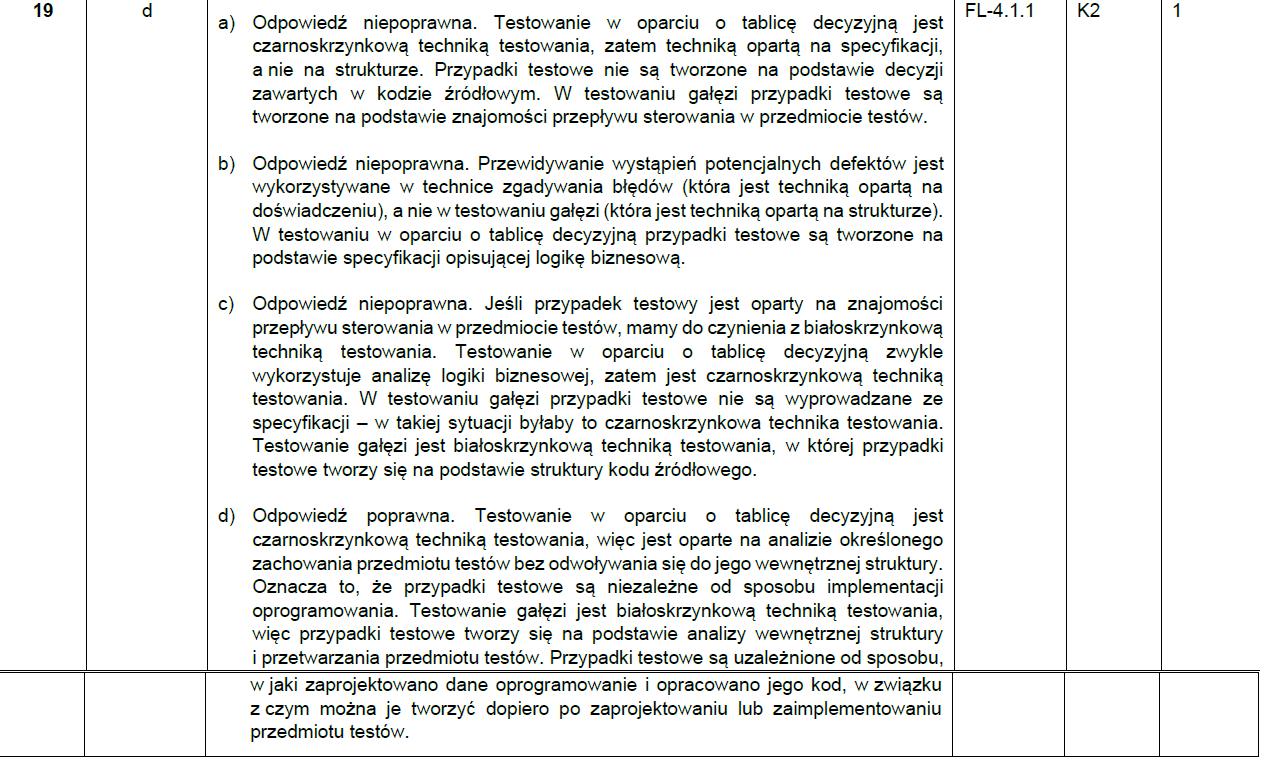 19 d a) Odpowiedź niepoprawna. Testowanie w oparciu o tablicę decyzyjną jest FL-4.1.1 K2 1
czarnoskrzynkową techniką testowania, zatem techniką opartą na specyfikacji,
a nie na strukturze. Przypadki testowe nie są tworzone na podstawie decyzji
zawartych w kodzie źródłowym. W testowaniu gałęzi przypadki testowe są
tworzone na podstawie znajomości przepływu sterowania w przedmiocie testów.
b) Odpowiedź niepoprawna. Przewidywanie wystąpień potencjalnych defektów jest
wykorzystywane w technice zgadywania błędów (która jest techniką opartą na
doświadczeniu), a nie w testowaniu gałęzi (która jest techniką opartą na strukturze).
W testowaniu w oparciu o tablicę decyzyjną przypadki testowe są tworzone na
podstawie specyfikacji opisującej logikę biznesową.
c) Odpowiedź niepoprawna. Jeśli przypadek testowy jest oparty na znajomości
przepływu sterowania w przedmiocie testów, mamy do czynienia z białoskrzynkową
techniką testowania. Testowanie w oparciu o tablicę decyzyjną zwykle
wykorzystuje analizę logiki biznesowej, zatem jest czarnoskrzynkową techniką
testowania. W testowaniu gałęzi przypadki testowe nie są wyprowadzane ze
specyfikacji – w takiej sytuacji byłaby to czarnoskrzynkowa technika testowania.
Testowanie gałęzi jest białoskrzynkową techniką testowania, w której przypadki
testowe tworzy się na podstawie struktury kodu źródłowego.
d) Odpowiedź poprawna. Testowanie w oparciu o tablicę decyzyjną jest
czarnoskrzynkową techniką testowania, więc jest oparte na analizie określonego
zachowania przedmiotu testów bez odwoływania się do jego wewnętrznej struktury.
Oznacza to, że przypadki testowe są niezależne od sposobu implementacji
oprogramowania. Testowanie gałęzi jest białoskrzynkową techniką testowania,
więc przypadki testowe tworzy się na podstawie analizy wewnętrznej struktury
i przetwarzania przedmiotu testów. Przypadki testowe są uzależnione od sposobu,
w jaki zaprojektowano dane oprogramowanie i opracowano jego kod, w związku
z czym można je tworzyć dopiero po zaprojektowaniu lub zaimplementowaniu
przedmiotu testów.